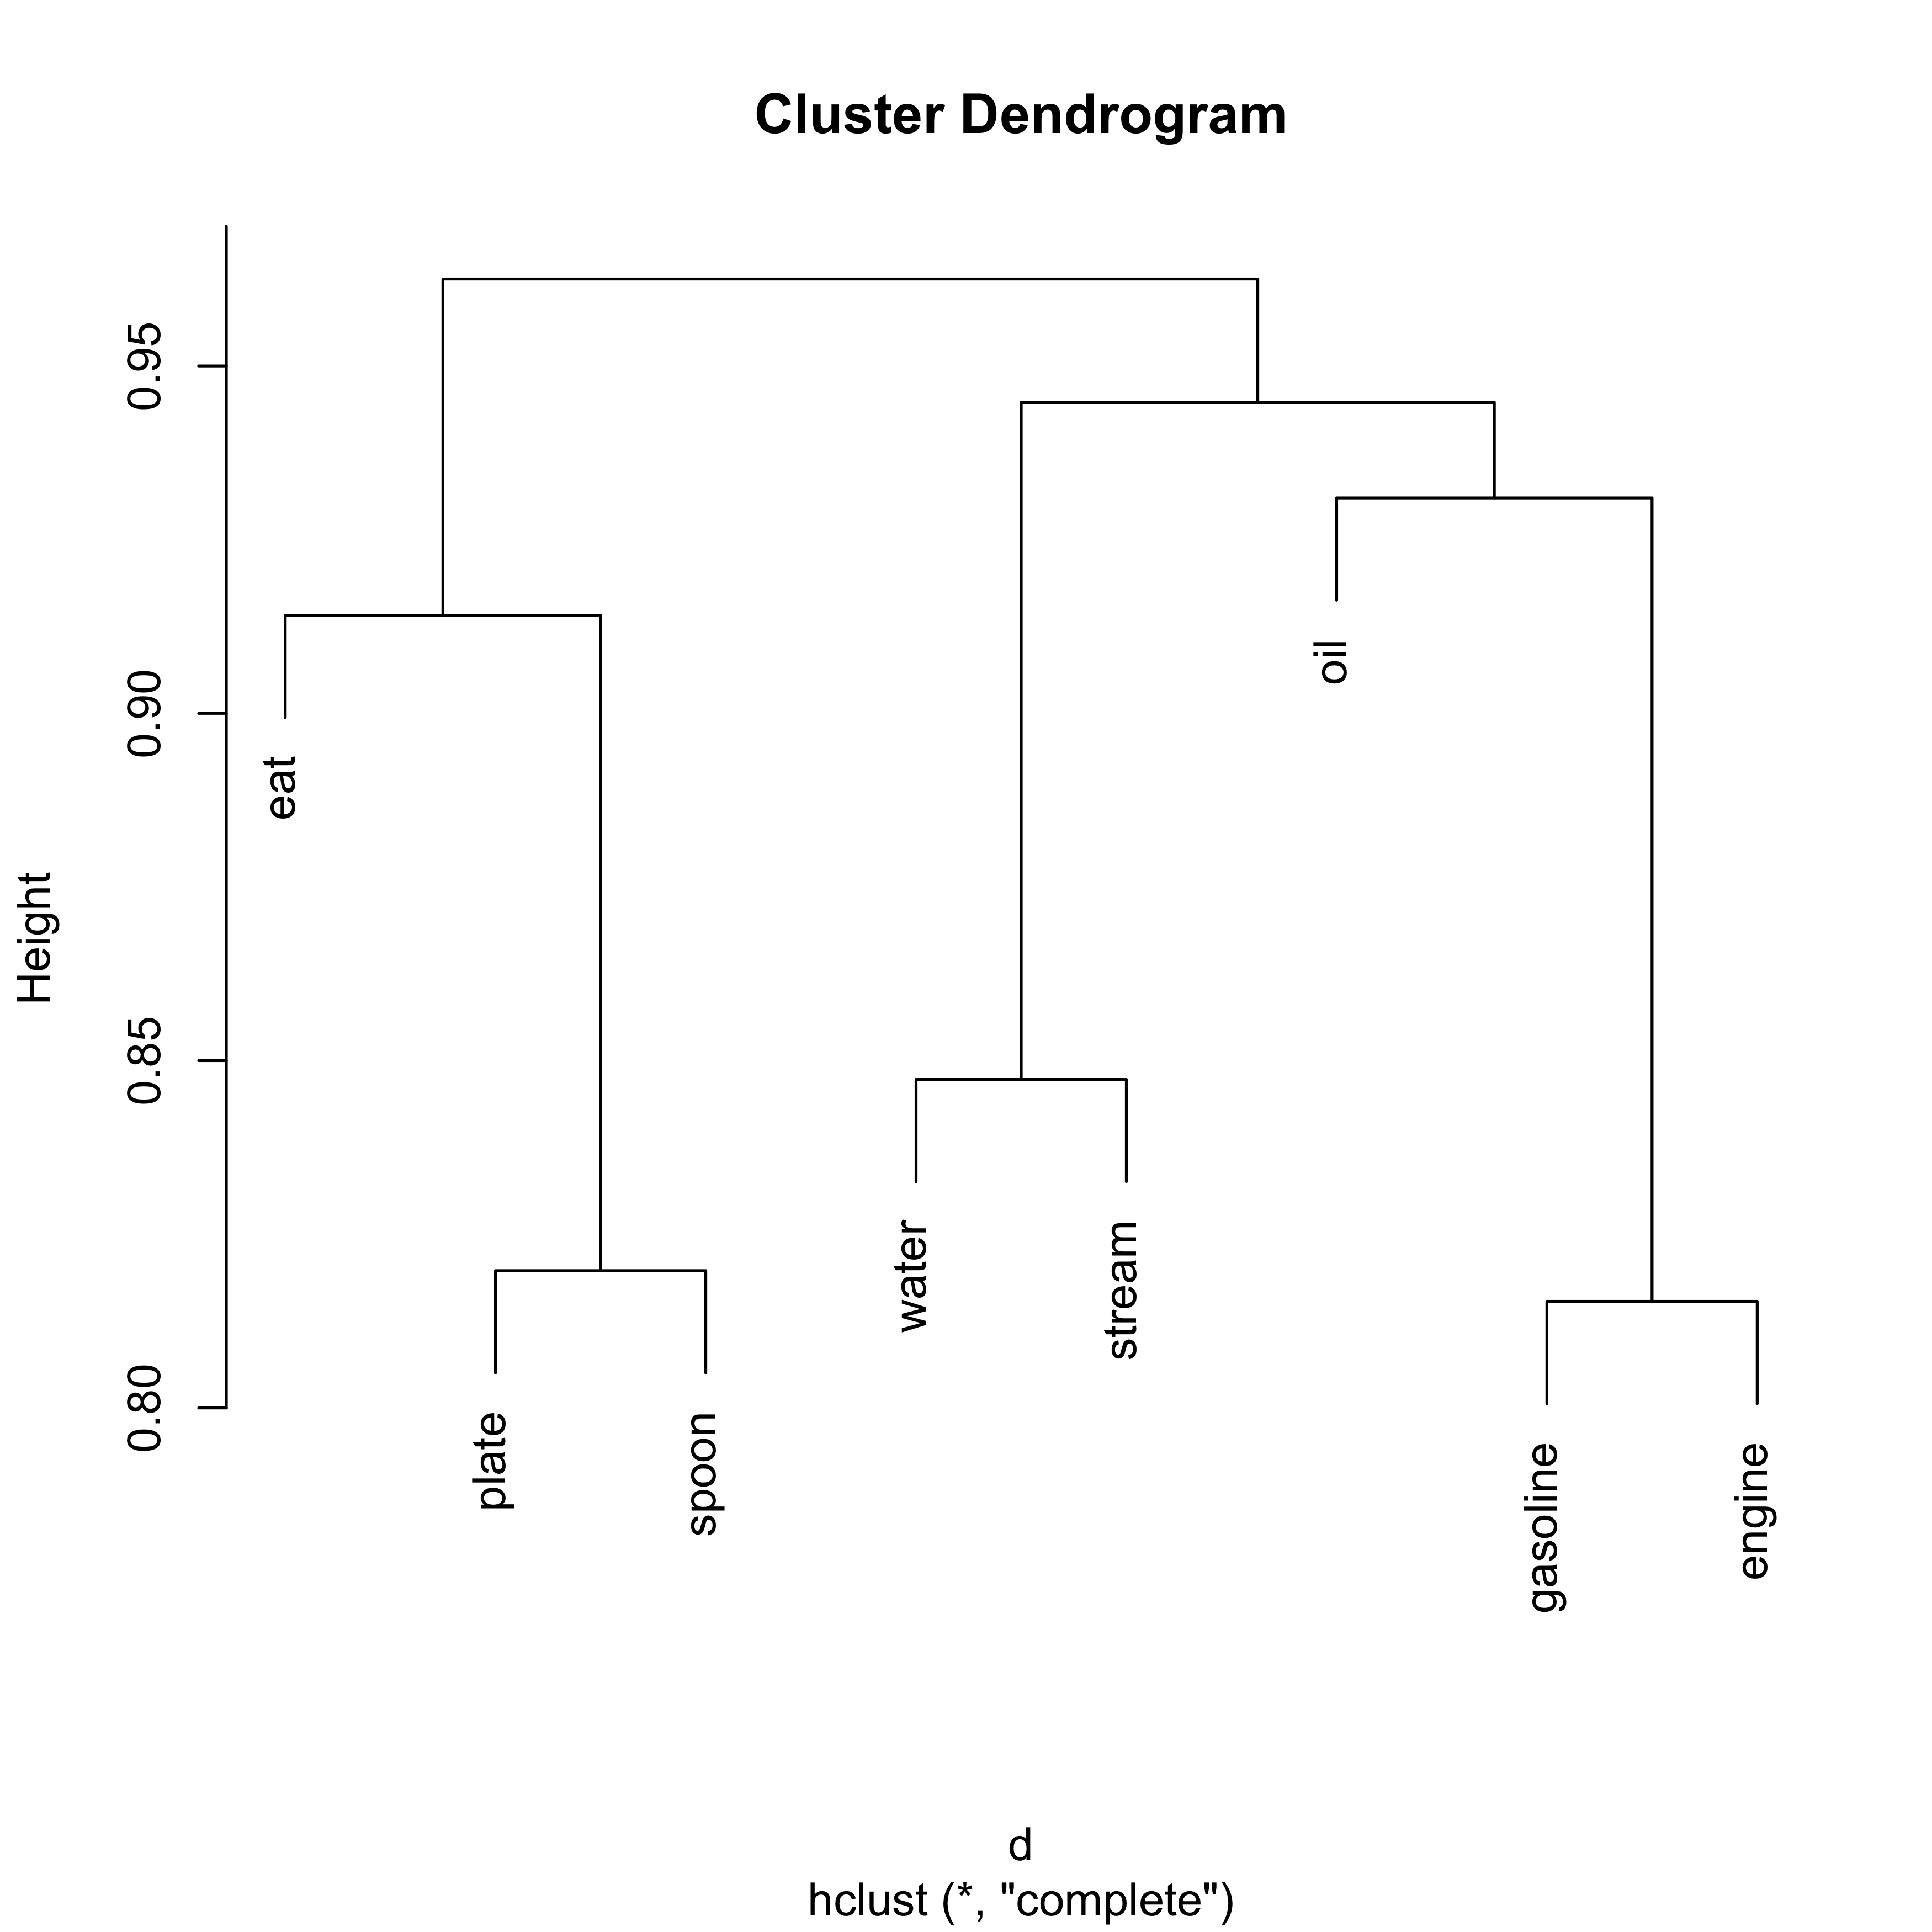 Cluster Dendrogram
Height
0.95
0.90
0.85
0.80
eat
plate
spoon
water
stream
oil
gasoline
engine
d
hclust (*, "complete")